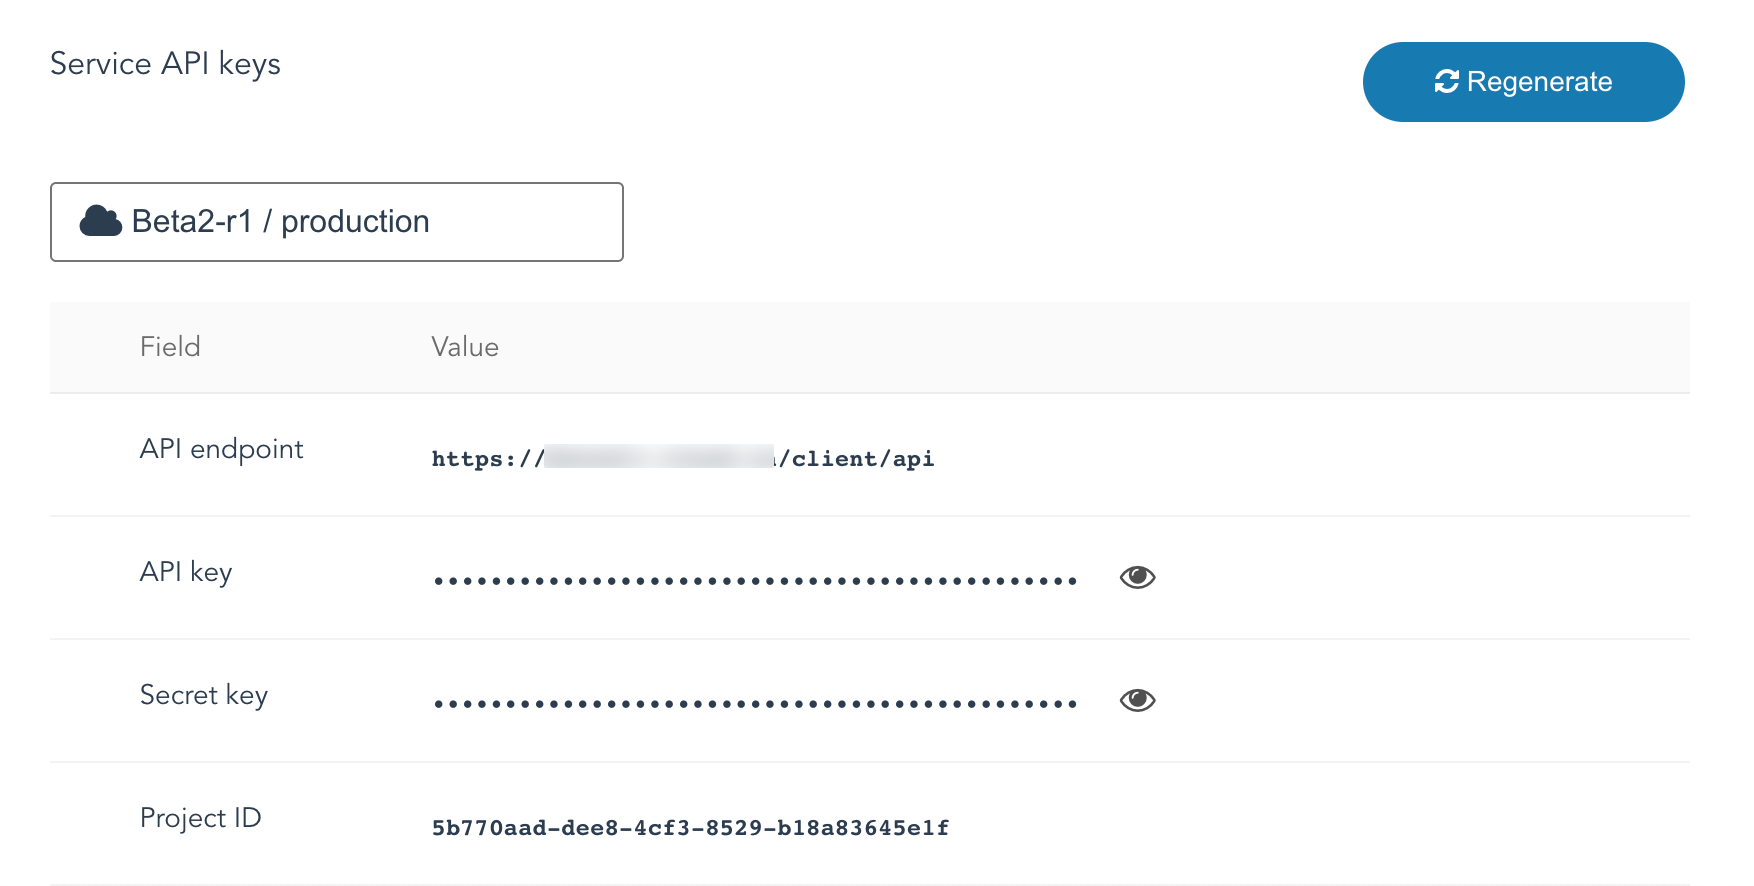 Service API keys
Regenerate
Beta2-r1 / production
Field Value
API endpoint https:// /client/api
API key •••••••••••••••••••••••••••••••••••••••••••••
Secret key •••••••••••••••••••••••••••••••••••••••••••••
Project ID 5b770aad-dee8-4cf3-8529-b18a83645e1f